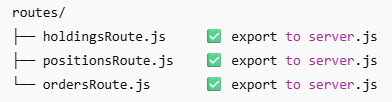 routes/
├── holdingsRoute.js ✅ export to server.js
├── positionsRoute.js ✅ export to server.js
└── ordersRoute.js ✅ export to server.js